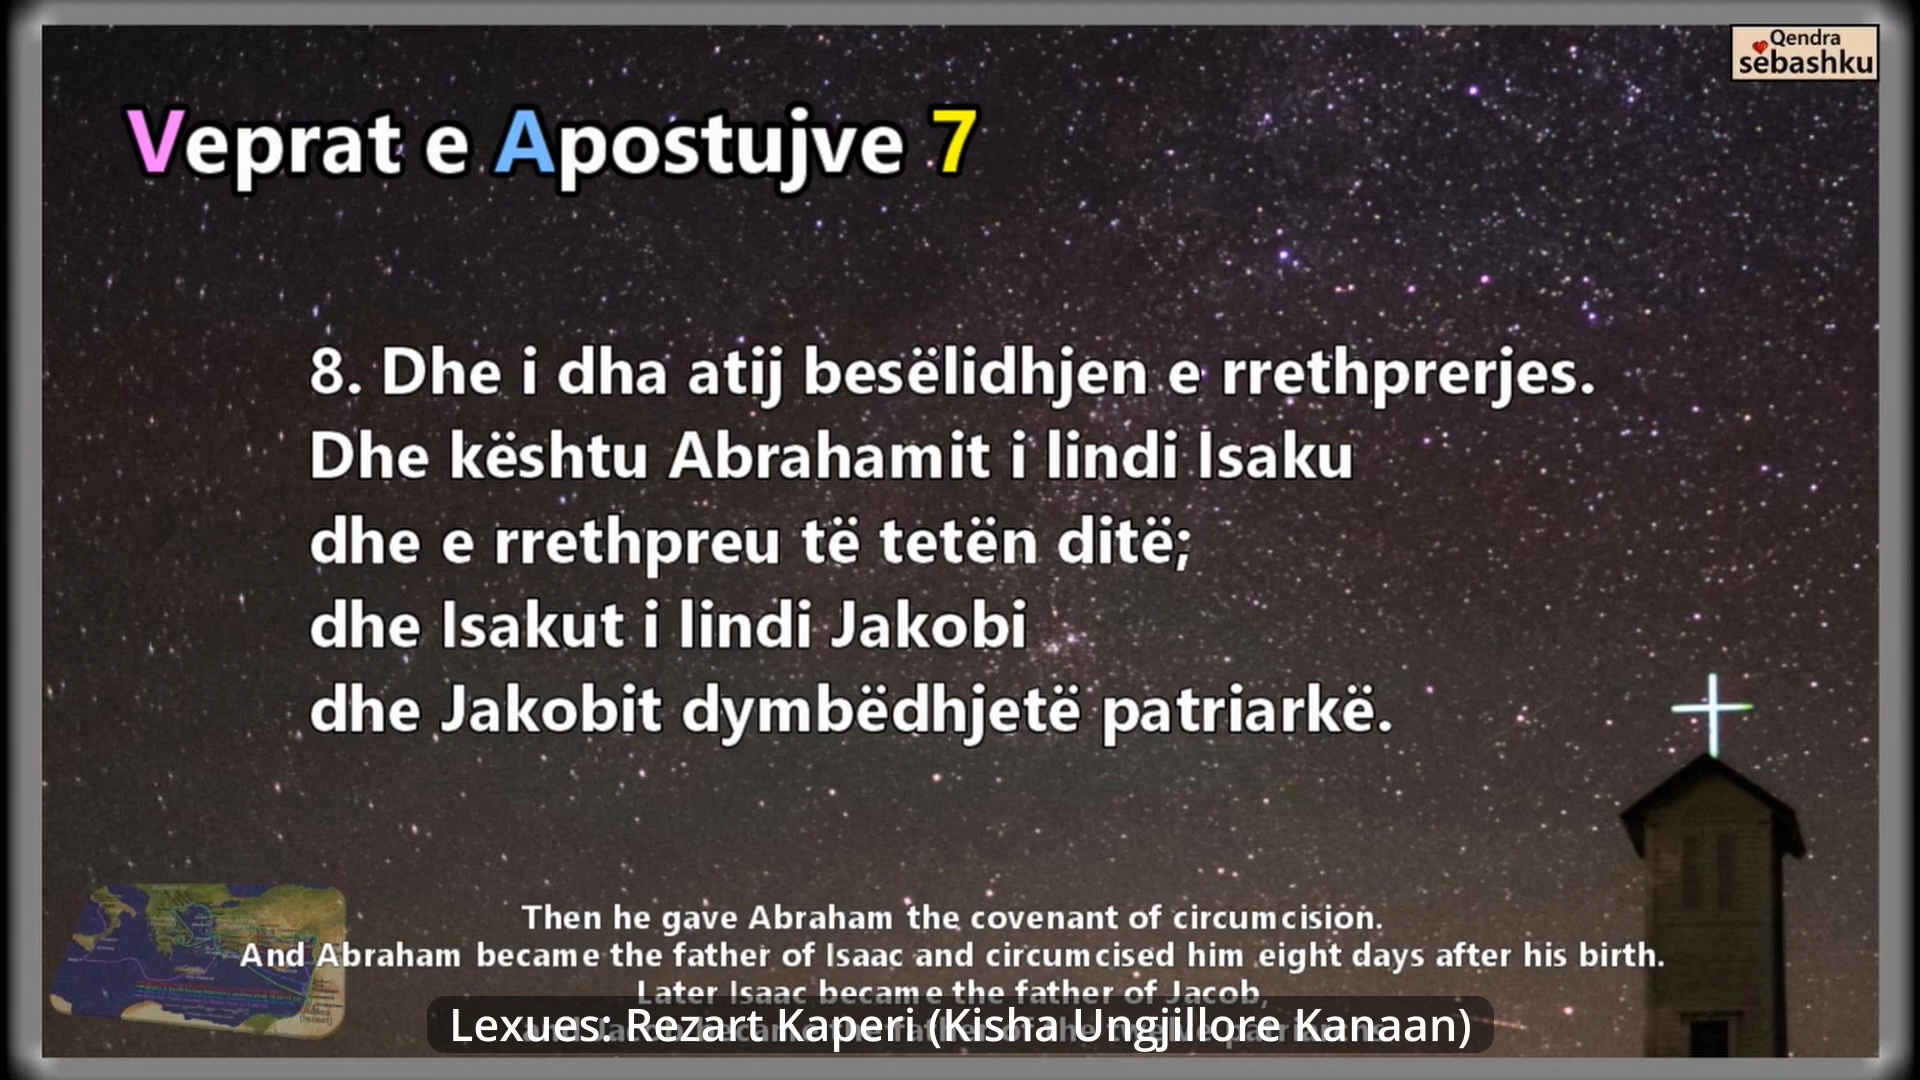 Qendra
sebashku
Veprat e Apostujve 7
8. Dhe i dha atij besëlidhjen e rrethprerjes.
Dhe kështu Abrahamit i lindi Isaku
dhe e rrethpreu të tetën ditë;
dhe Isakut i lindi Jakobi
dhe Jakobit dymbëdhjetë patriarkë.
Then he gave Abraham the covenant of circumcision.
And Abraham became the father of Isaac and circumcised him eight days after his birth.
Later Isaac became the father of Jacob,
Lexues: Rezart Kaperi (Kisha Ungjillore Kanaan)